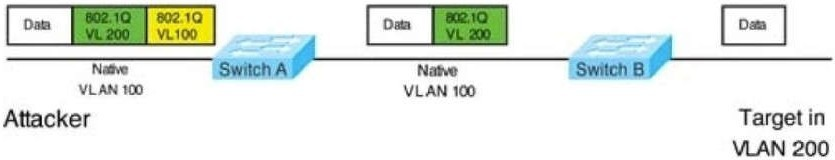 Data
802.1Q
VL 200
802.1Q
VL100
Data
802.1Q
VL 200
Data
Switch A
Switch B
Native
VLAN 100
Native
VLAN 100
Attacker
Target in
VLAN 200